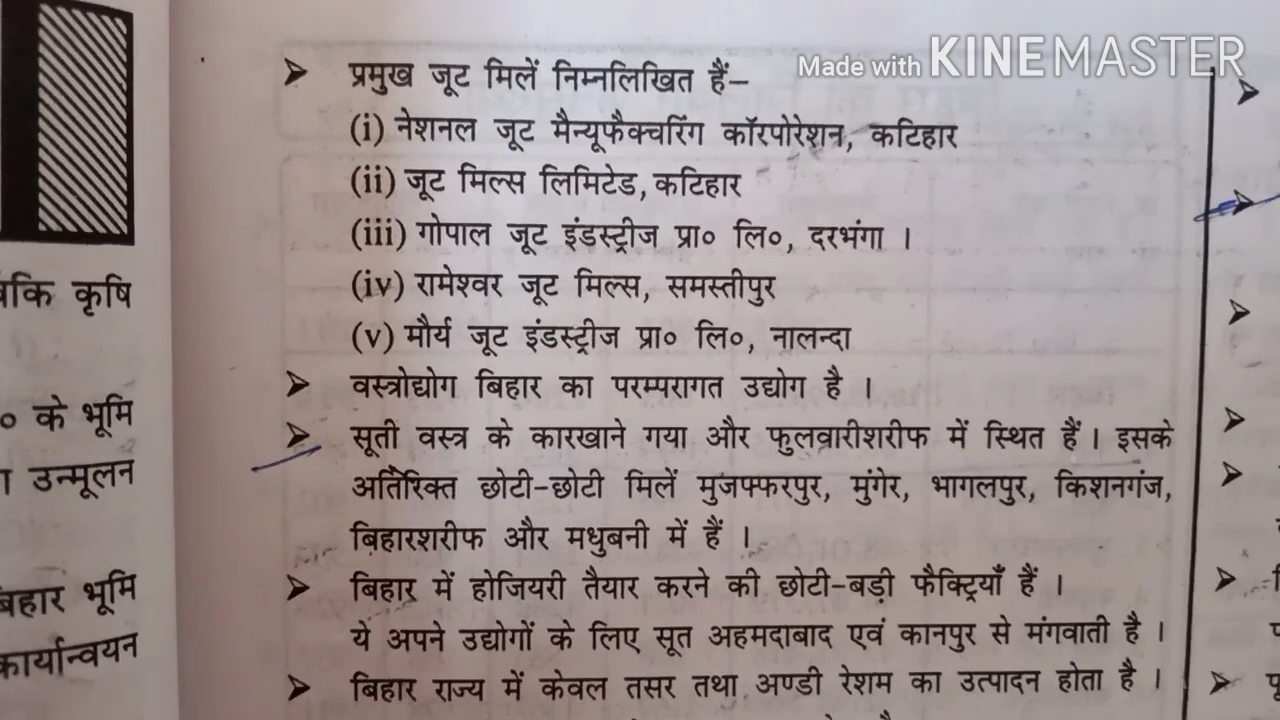 Made with KINEMASTER
प्रमुख जूट मिलें निम्नलिखित हैं–
(i) नेशनल जूट मैन्यूफैक्चरिंग कॉरपोरेशन, कटिहार
(ii) जूट मिल्स लिमिटेड, कटिहार
(iii) गोपाल जूट इंडस्ट्रीज प्रा० लि०, दरभंगा ।
(iv) रामेश्वर जूट मिल्स, समस्तीपुर
(v) मौर्य जूट इंडस्ट्रीज प्रा० लि०, नालन्दा
वस्त्रोद्योग बिहार का परम्परागत उद्योग है ।
सूती वस्त्र के कारखाने गया और फुलवारीशरीफ में स्थित हैं । इसके
अतिरिक्त छोटी-छोटी मिलें मुजफ्फरपुर, मुंगेर, भागलपुर, किशनगंज,
बिहारशरीफ और मधुबनी में हैं ।
बिहार में होजियरी तैयार करने की छोटी-बड़ी फैक्ट्रियाँ हैं ।
ये अपने उद्योगों के लिए सूत अहमदाबाद एवं कानपुर से मंगवाती है ।
बिहार राज्य में केवल तसर तथा अण्डी रेशम का उत्पादन होता है ।
कृषि
० के भूमि
उन्मूलन
भूमि
कार्यान्वयन